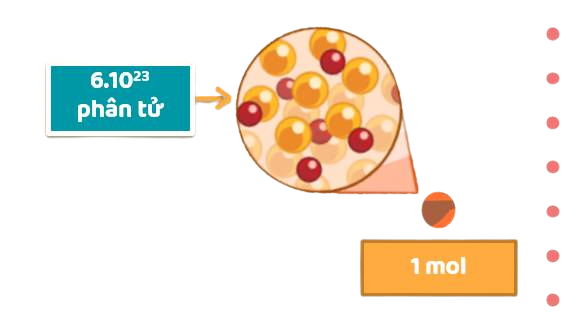 6.10²³
phân tử
1 mol